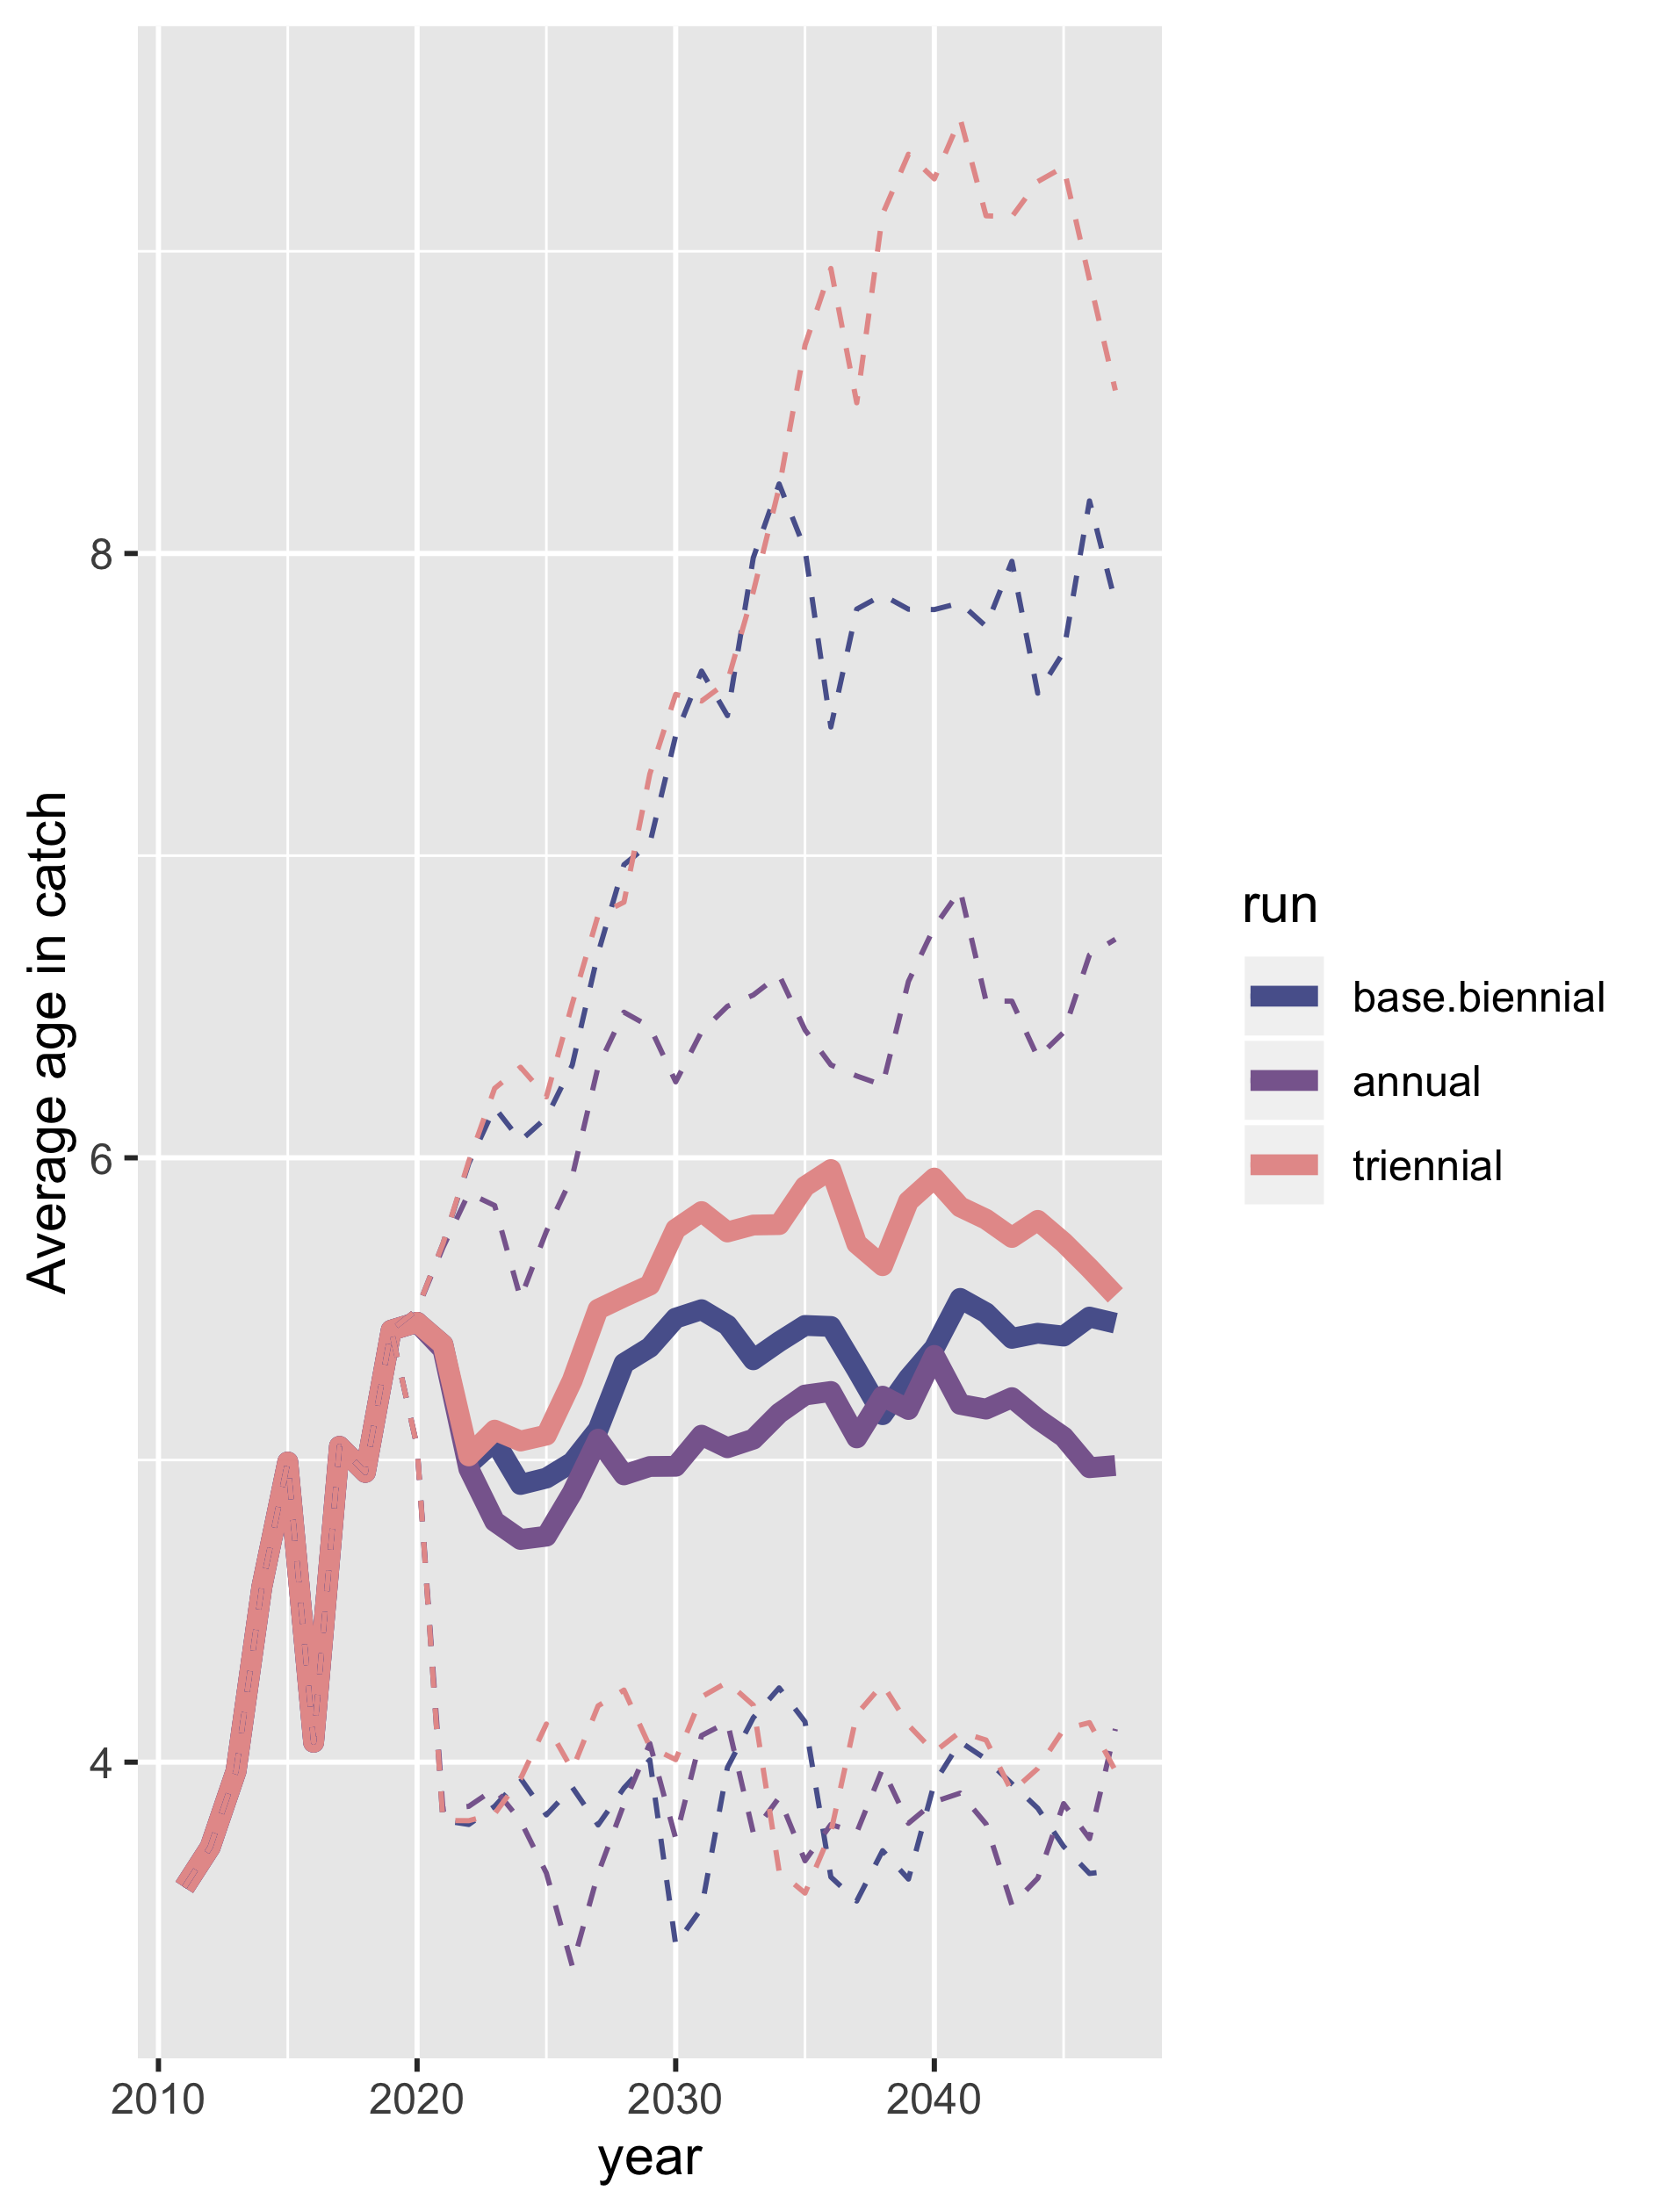 Average age in catch
8
6
4
2010 2020 2030 2040
year
run
base.biennial
annual
triennial